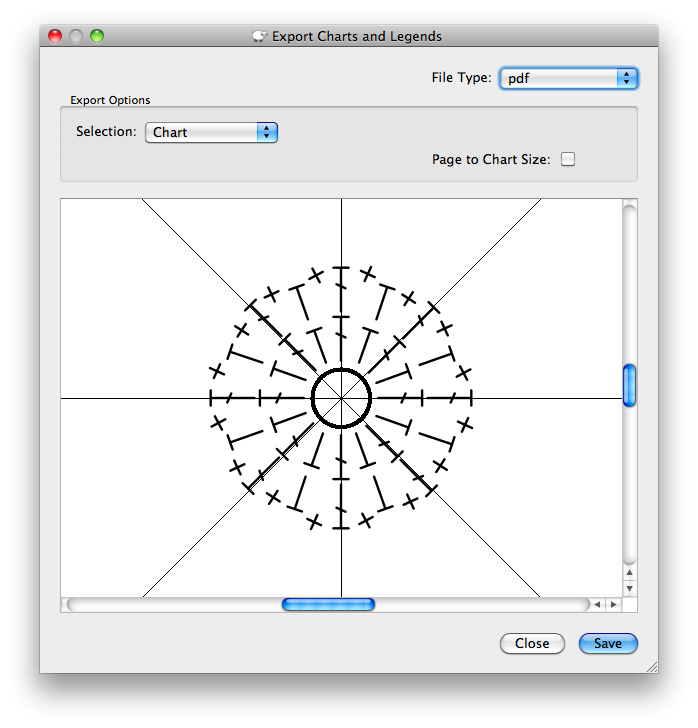 Export Charts and Legends
File Type: pdf
Export Options
Selection: Chart
Page to Chart Size:
Close Save